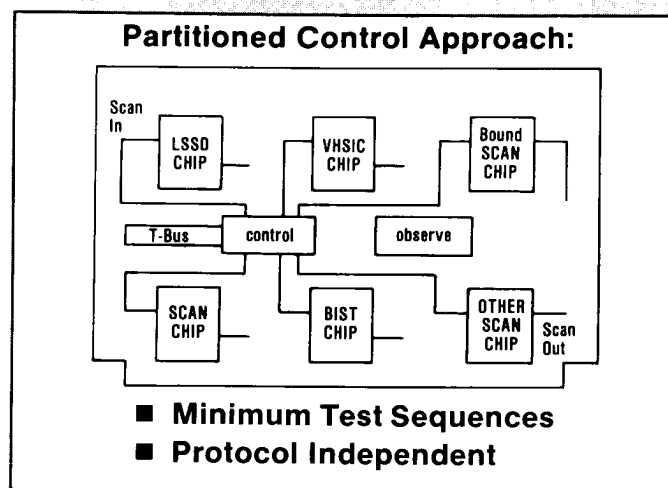 Partitioned Control Approach:
Scan
In
LSSD
CHIP
VHSIC
CHIP
Bound
SCAN
CHIP
T-Bus
control
observe
SCAN
CHIP
BIST
CHIP
OTHER
SCAN
CHIP
Scan
Out
■ Minimum Test Sequences
■ Protocol Independent